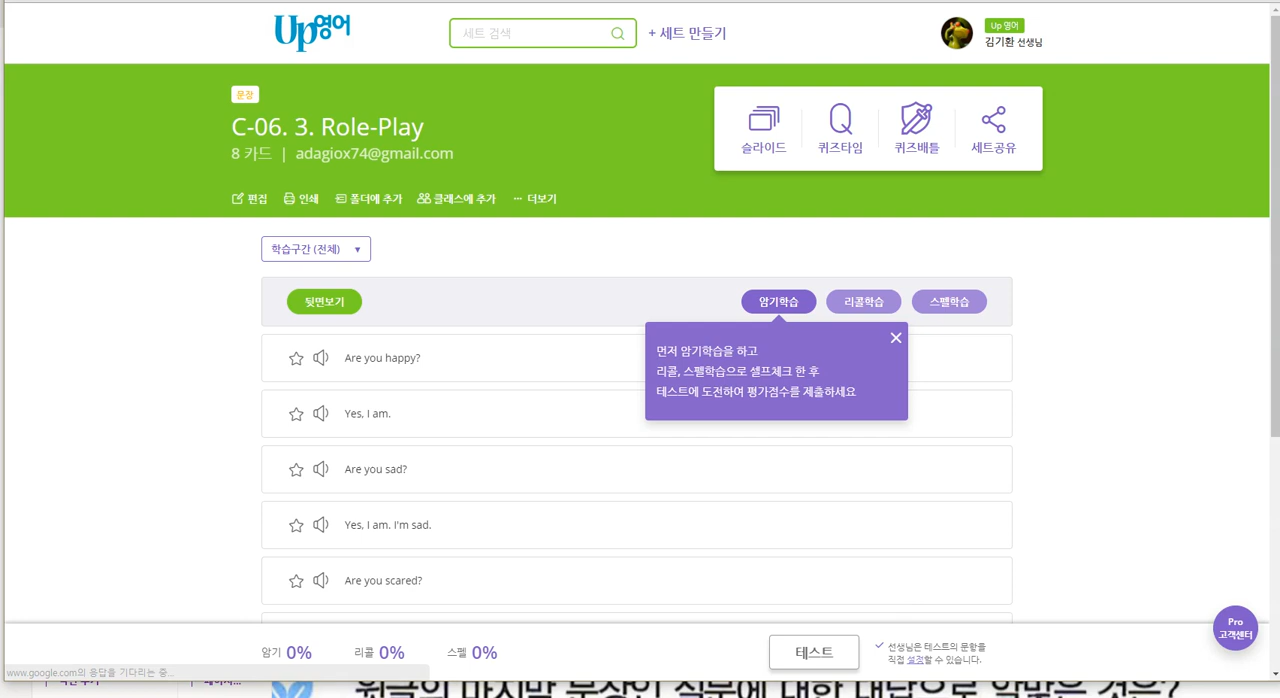 Up영어
세트 검색
+ 세트 만들기
Up 영어
김기환 선생님
문장
C-06. 3. Role-Play
8 카드 | adagiox74@gmail.com
슬라이드
퀴즈타임
퀴즈배틀
세트공유
편집
인쇄
폴더에 추가
클래스에 추가
··· 더보기
학습구간 (전체) ▼
뒷면보기
암기학습
리콜학습
스펠학습
먼저 암기학습을 하고
리콜, 스펠학습으로 셀프체크 한 후
테스트에 도전하여 평가점수를 제출하세요
Are you happy?
Yes, I am.
Are you sad?
Yes, I am. I'm sad.
Are you scared?
Pro
고객센터
암기 0%
리콜 0%
스펠 0%
테스트
선생님은 테스트의 문항을
직접 설정할 수 있습니다.
www.google.com의 응답을 기다리는 중...